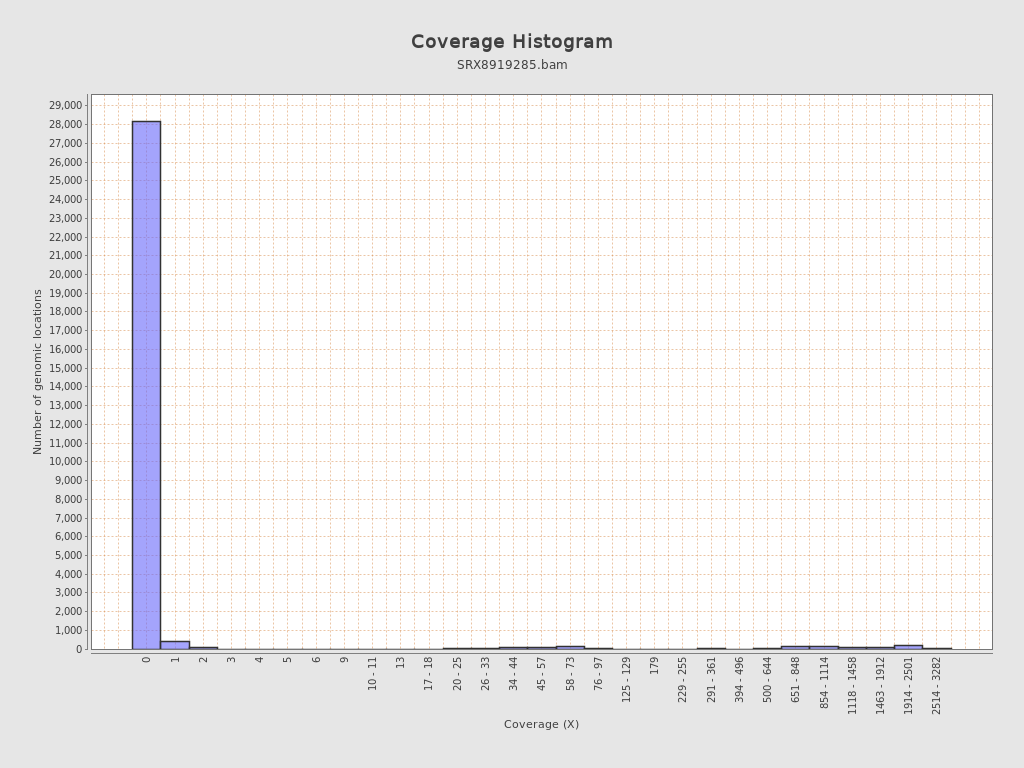 Coverage Histogram
SRX8919285.bam
Number of genomic locations
29,000
28,000
27,000
26,000
25,000
24,000
23,000
22,000
21,000
20,000
19,000
18,000
17,000
16,000
15,000
14,000
13,000
12,000
11,000
10,000
9,000
8,000
7,000
6,000
5,000
4,000
3,000
2,000
1,000
0
0
1
2
3
4
5
6
9
10 - 11
13
17 - 18
20 - 25
26 - 33
34 - 44
45 - 57
58 - 73
76 - 97
125 - 129
179
229 - 255
291 - 361
394 - 496
500 - 644
651 - 848
854 - 1114
1118 - 1458
1463 - 1912
1914 - 2501
2514 - 3282
Coverage (X)